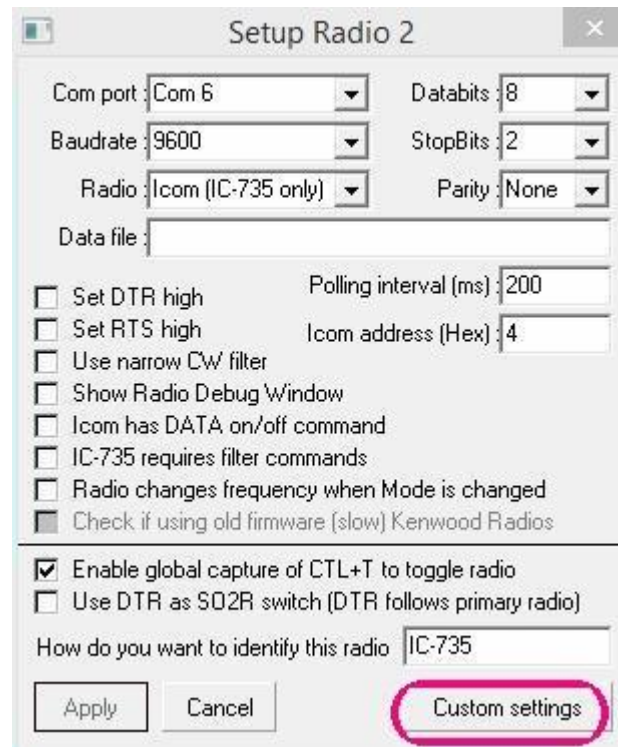 Setup Radio 2
Com port : Com 6 Databits : 8
Baudrate : 9600 StopBits : 2
Radio : Icom (IC-735 only) Parity : None
Data file :
Set DTR high Polling interval (ms) : 200
Set RTS high Icom address (Hex) : 4
Use narrow CW filter
Show Radio Debug Window
Icom has DATA on/off command
IC-735 requires filter commands
Radio changes frequency when Mode is changed
Check if using old firmware (slow) Kenwood Radios
Enable global capture of CTL+T to toggle radio
Use DTR as SO2R switch (DTR follows primary radio)
How do you want to identify this radio IC-735
Apply Cancel Custom settings